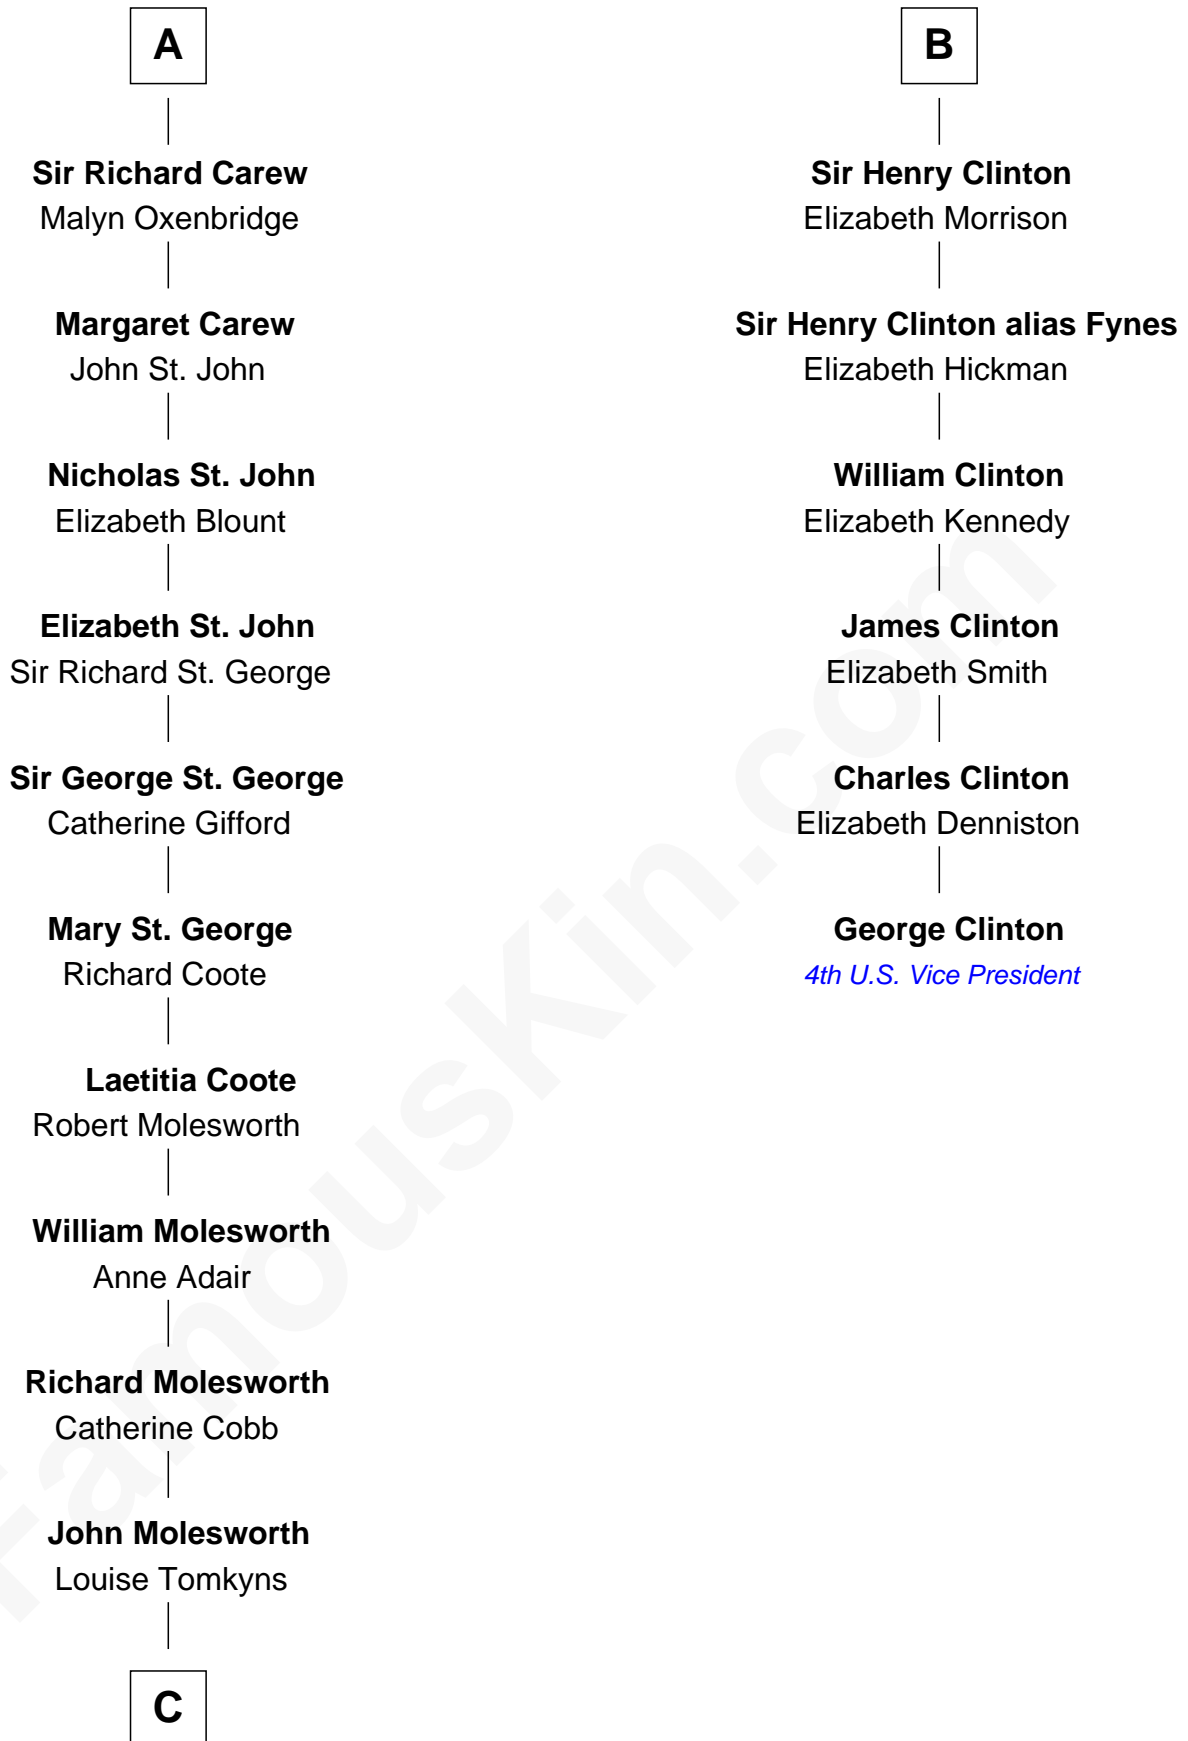 A
Sir Richard Carew
Malyn Oxenbridge
Margaret Carew
John St. John
Nicholas St. John
Elizabeth Blount
Elizabeth St. John
Sir Richard St. George
Sir George St. George
Catherine Gifford
Mary St. George
Richard Coote
Laetitia Coote
Robert Molesworth
William Molesworth
Anne Adair
Richard Molesworth
Catherine Cobb
John Molesworth
Louise Tomkyns
C
B
Sir Henry Clinton
Elizabeth Morrison
Sir Henry Clinton alias Fynes
Elizabeth Hickman
William Clinton
Elizabeth Kennedy
James Clinton
Elizabeth Smith
Charles Clinton
Elizabeth Denniston
George Clinton
4th U.S. Vice President
FamousKin.com